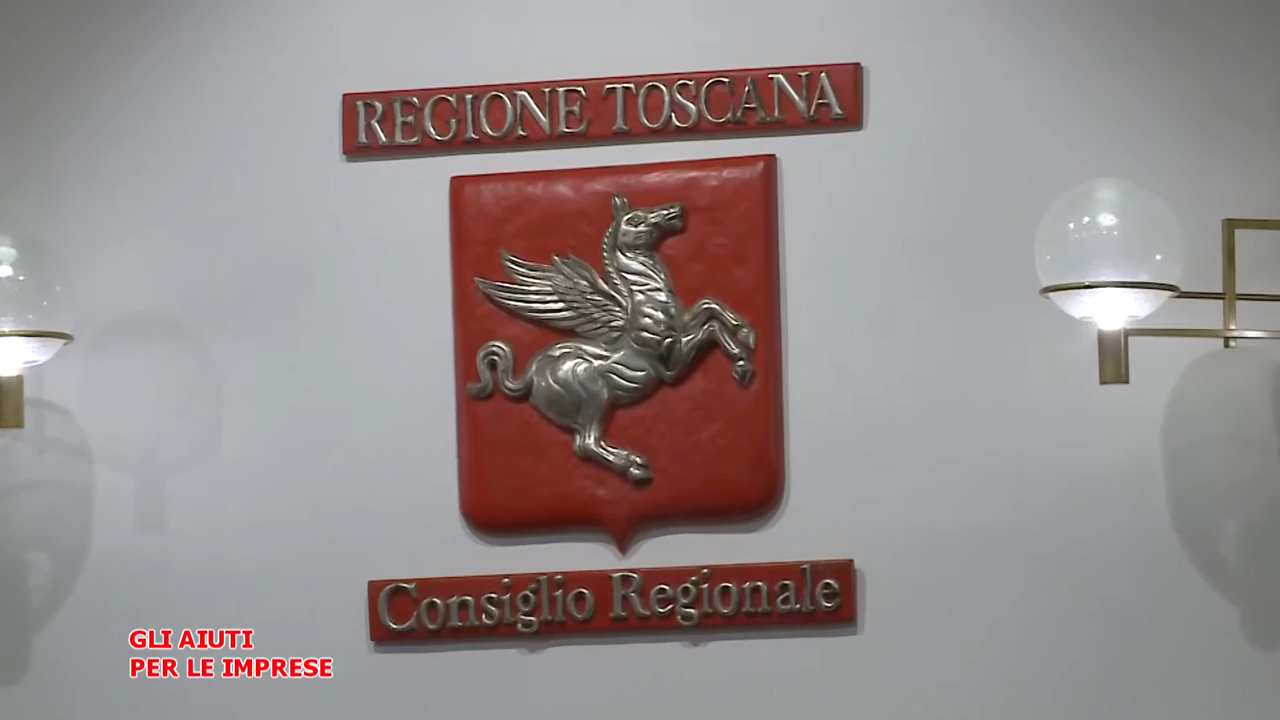 REGIONE TOSCANA
Consiglio Regionale
GLI AIUTI
PER LE IMPRESE